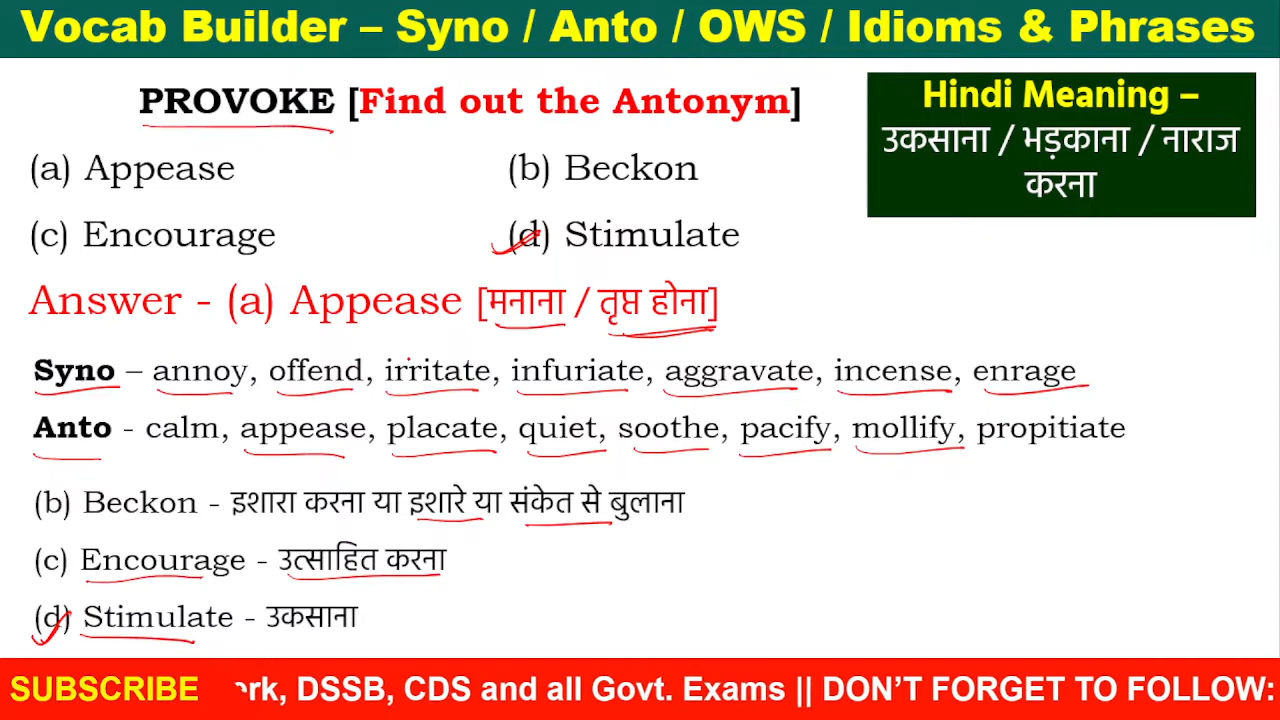 Vocab Builder – Syno / Anto / OWS / Idioms & Phrases
PROVOKE [Find out the Antonym]
Hindi Meaning –
उकसाना / भड़काना / नाराज
करना
(a) Appease
(b) Beckon
(c) Encourage
(d) Stimulate
Answer - (a) Appease [मनाना / तृप्त होना]
Syno – annoy, offend, irritate, infuriate, aggravate, incense, enrage
Anto - calm, appease, placate, quiet, soothe, pacify, mollify, propitiate
(b) Beckon - इशारा करना या इशारे या संकेत से बुलाना
(c) Encourage - उत्साहित करना
(d) Stimulate - उकसाना
SUBSCRIBE
DSSB, CDS and all Govt. Exams || DON'T FORGET TO FOLLOW: